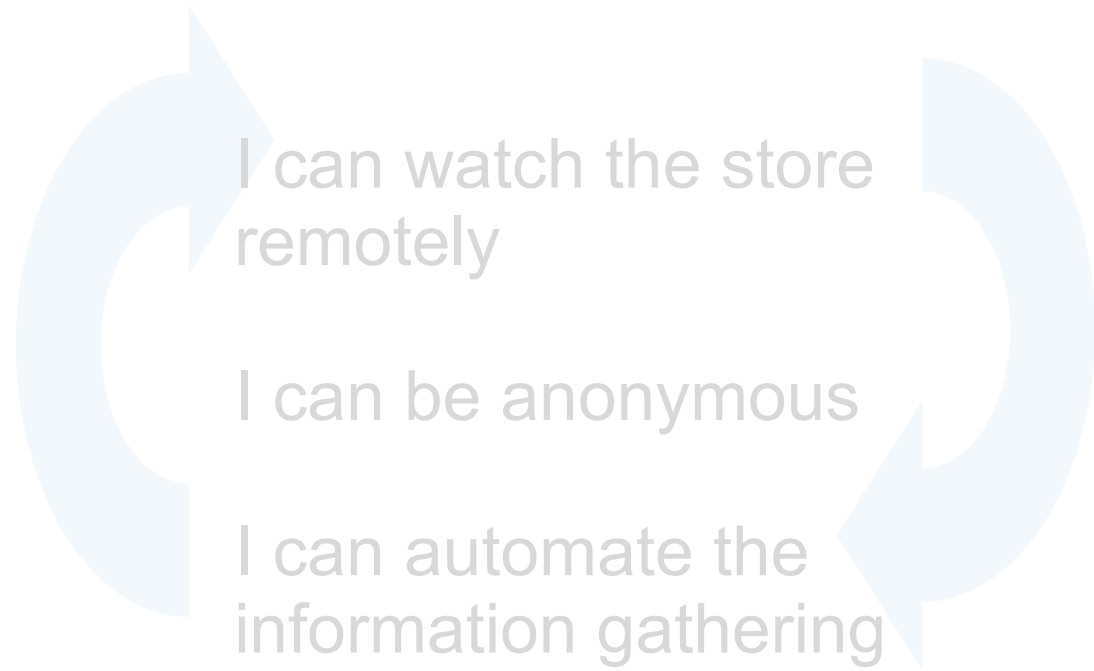 I can watch the store
remotely
I can be anonymous
I can automate the
information gathering